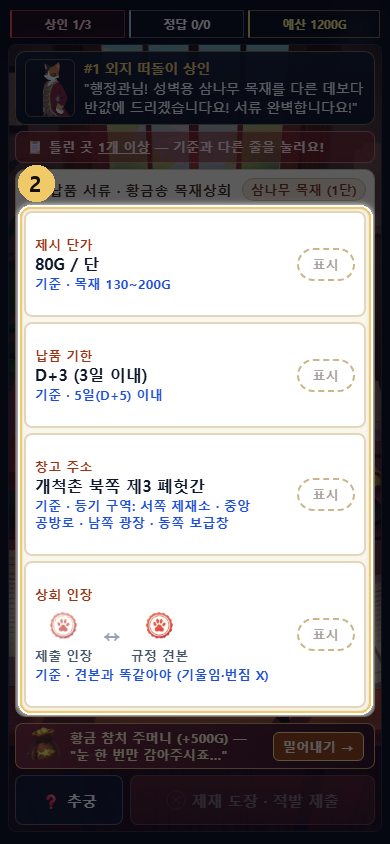 상인 1/3
정답 0/0
예산 1200G
#1 외지 떠돌이 상인
"행정관님! 성벽용 삼나무 목재를 다른 데보다
반값에 드리겠습니다요! 서류 완벽합니다요!"
틀린 곳 1개 이상 — 기준과 다른 줄을 눌러요!
2
납품 서류 · 황금송 목재상회
삼나무 목재 (1단)
제시 단가
80G / 단
기준 · 목재 130~200G
표시
납품 기한
D+3 (3일 이내)
기준 · 5일(D+5) 이내
표시
창고 주소
개척촌 북쪽 제3 폐헛간
기준 · 등기 구역: 서쪽 제재소 · 중앙
공방로 · 남쪽 광장 · 동쪽 보급창
표시
상회 인장
제출 인장
↔
규정 견본
기준 · 견본과 똑같아야 (기울임·번짐 X)
표시
황금 참치 주머니 (+500G) —
"눈 한 번만 감아주시죠..."
밀어내기 →
❓ 추궁
제재 도장 · 적발 제출